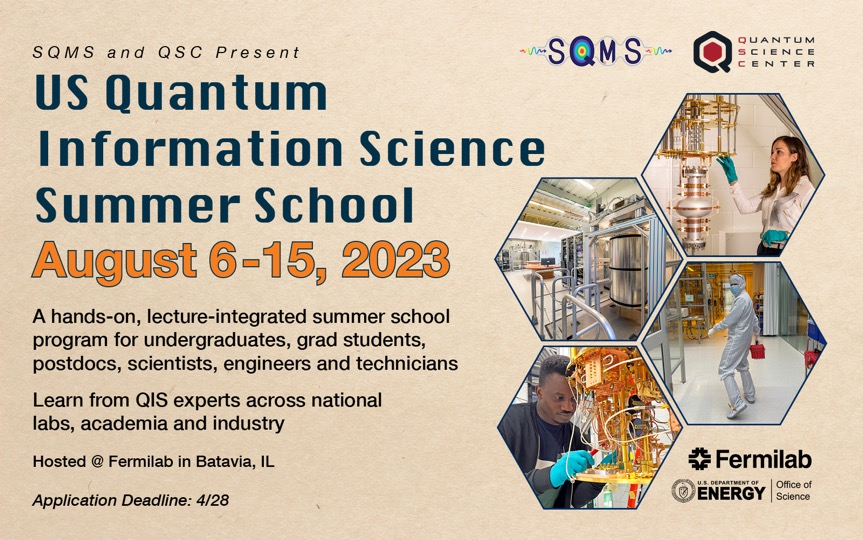 SQMS and QSC Present
US Quantum
Information Science
Summer School
August 6-15, 2023
A hands-on, lecture-integrated summer school
program for undergraduates, grad students,
postdocs, scientists, engineers and technicians
Learn from QIS experts across national
labs, academia and industry
Hosted @ Fermilab in Batavia, IL
Application Deadline: 4/28
SQMS
QUANTUM
SCIENCE
CENTER
Fermilab
U.S. DEPARTMENT OF
ENERGY
Office of
Science